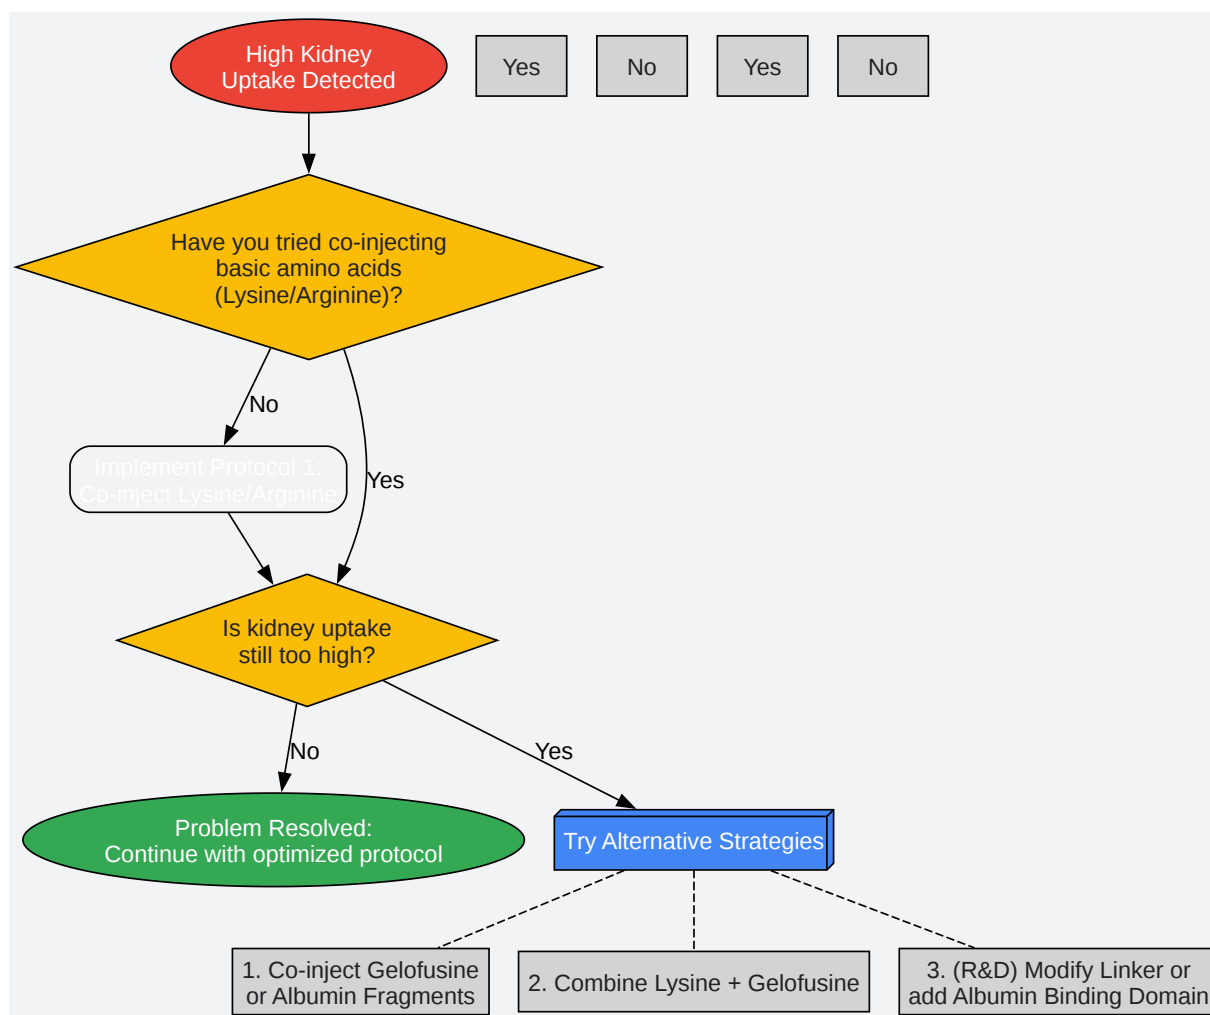 High Kidney
Uptake Detected
Yes
No
Yes
No
Have you tried co-injecting
basic amino acids
(Lysine/Arginine)?
No
Implement Protocol 1:
Co-inject Lysine/Arginine
Yes
Is kidney uptake
still too high?
No
Yes
Problem Resolved:
Continue with optimized protocol
Try Alternative Strategies
1. Co-inject Gelofusine
or Albumin Fragments
2. Combine Lysine + Gelofusine
3. (R&D) Modify Linker or
add Albumin Binding Domain